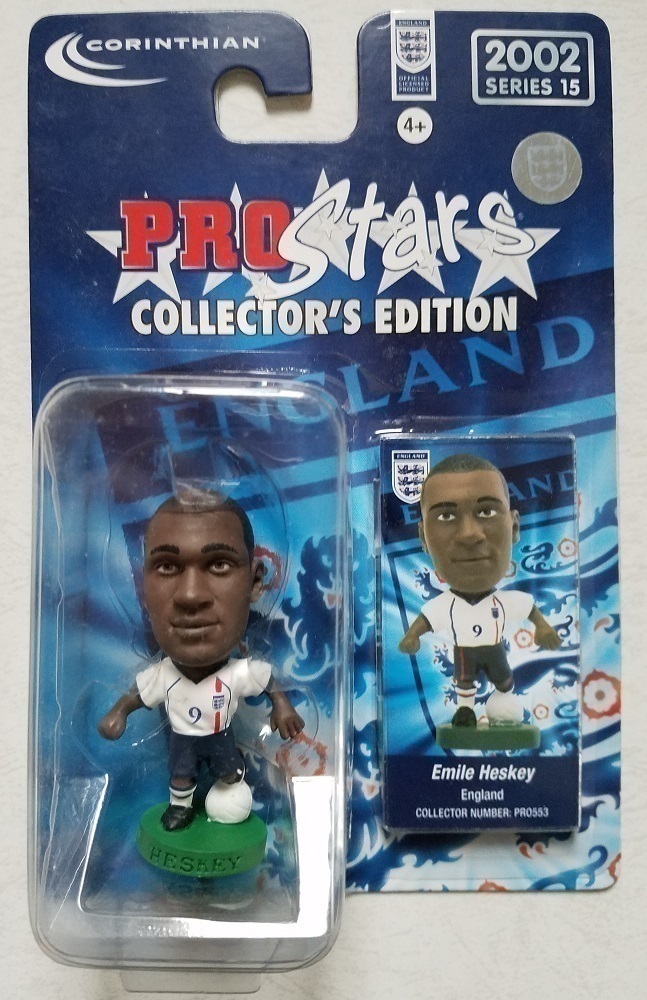 CORINTHIAN
ENGLAND
OFFICIAL
LICENSED
PRODUCT
2002
SERIES 15
4+
PROStars
COLLECTOR'S EDITION
ENGLAND
ENGLAND
9
HESKEY
9
Emile Heskey
England
COLLECTOR NUMBER: PRO553